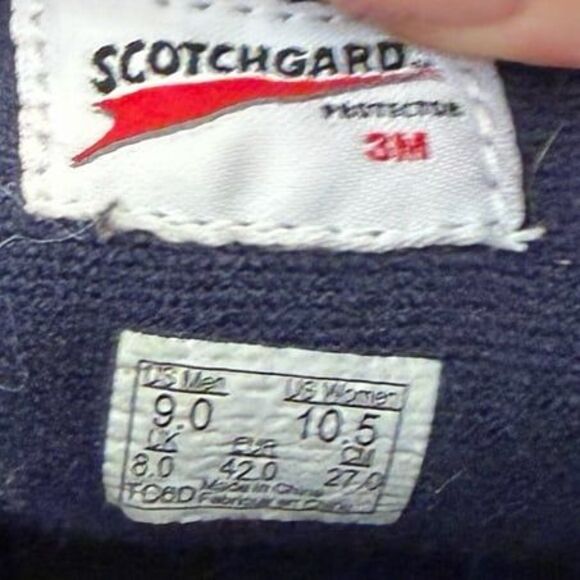 SCOTCHGARD
PROTECTOR
3M
US Men US Women
9.0 10.5
UK EUR CM
8.0 42.0 27.0
Made in China
TC6D Fabriqué en Chine